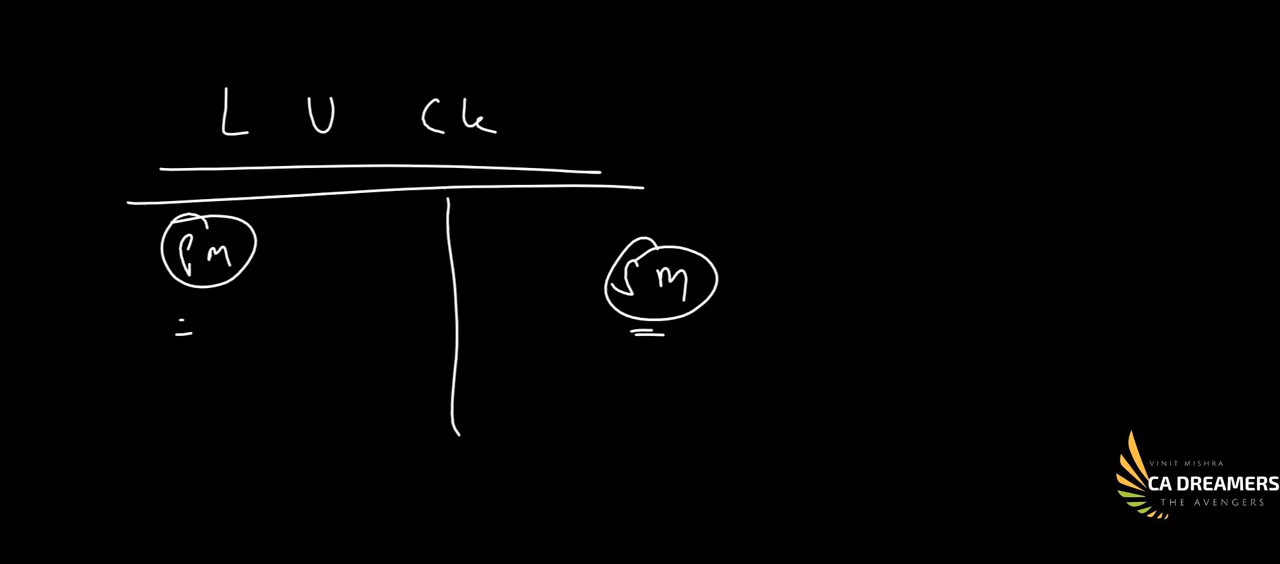 L U Ck
PM
SM
VINIT MISHRA
CA DREAMERS
THE AVENGERS